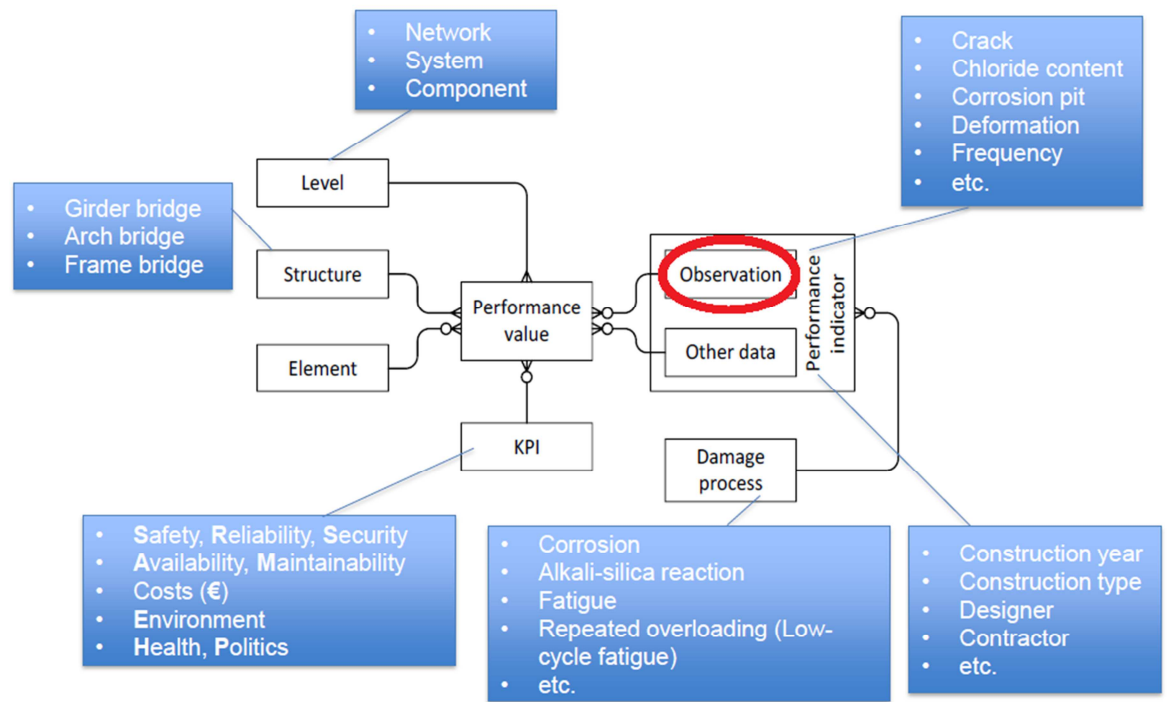 • Network
• System
• Component
• Crack
• Chloride content
• Corrosion pit
• Deformation
• Frequency
• etc.
Level
• Girder bridge
• Arch bridge
• Frame bridge
Structure
Element
Performance
value
Observation
Other data
Performance
indicator
KPI
Damage
process
• Safety, Reliability, Security
• Availability, Maintainability
• Costs (€)
• Environment
• Health, Politics
• Corrosion
• Alkali-silica reaction
• Fatigue
• Repeated overloading (Low-
cycle fatigue)
• etc.
• Construction year
• Construction type
• Designer
• Contractor
• etc.